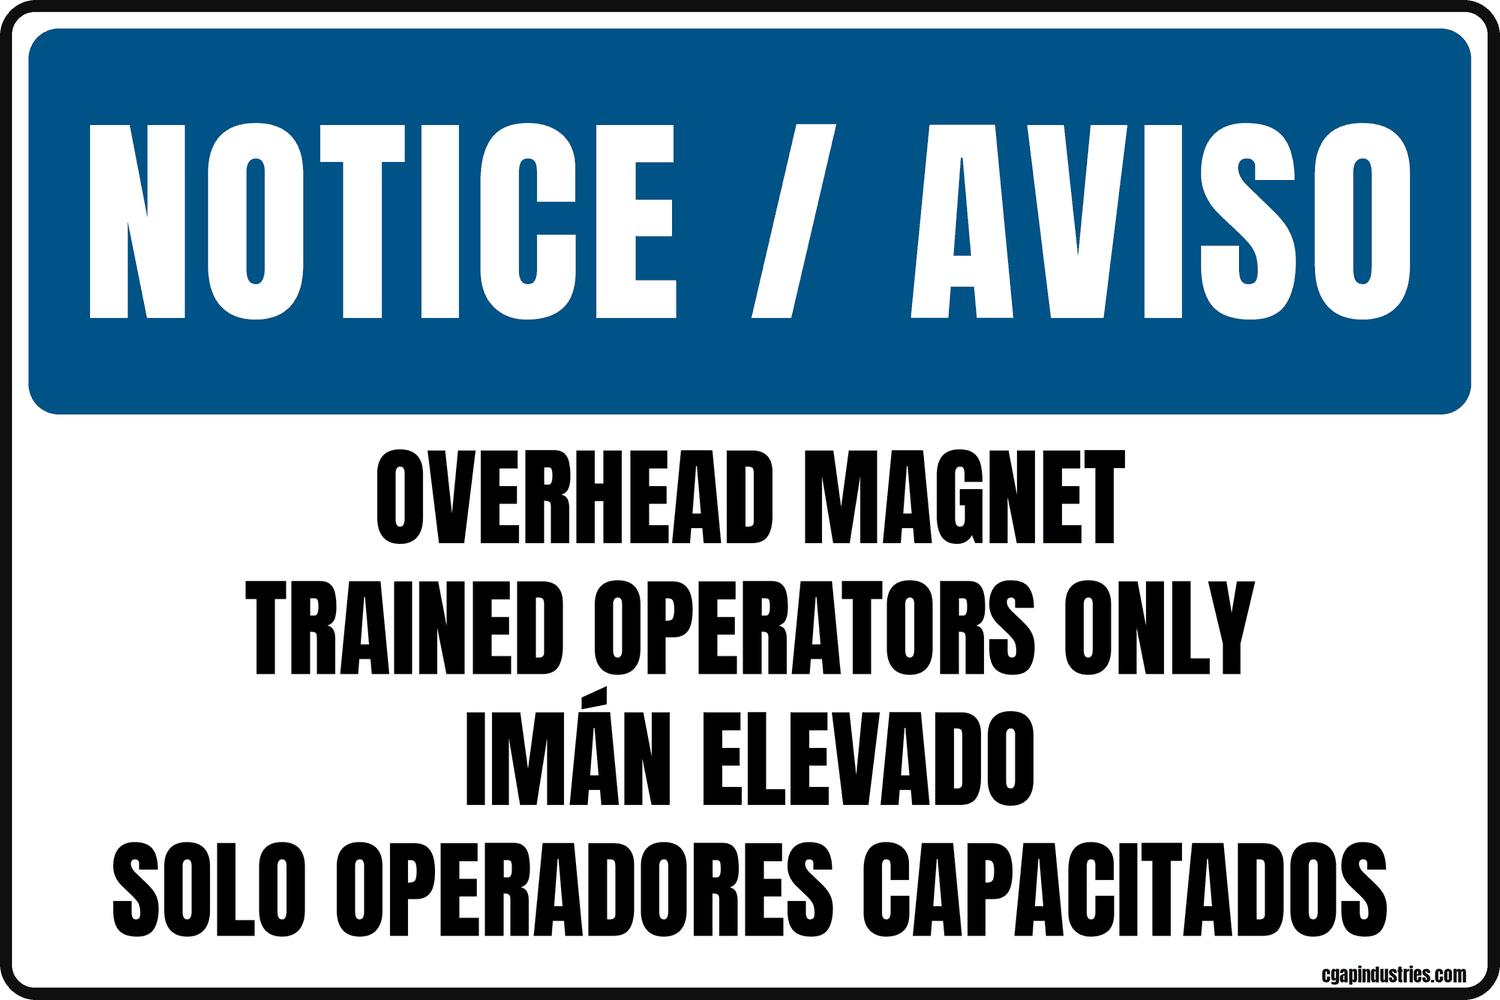 NOTICE / AVISO
OVERHEAD MAGNET
TRAINED OPERATORS ONLY
IMÁN ELEVADO
SOLO OPERADORES CAPACITADOS
cgapindustries.com